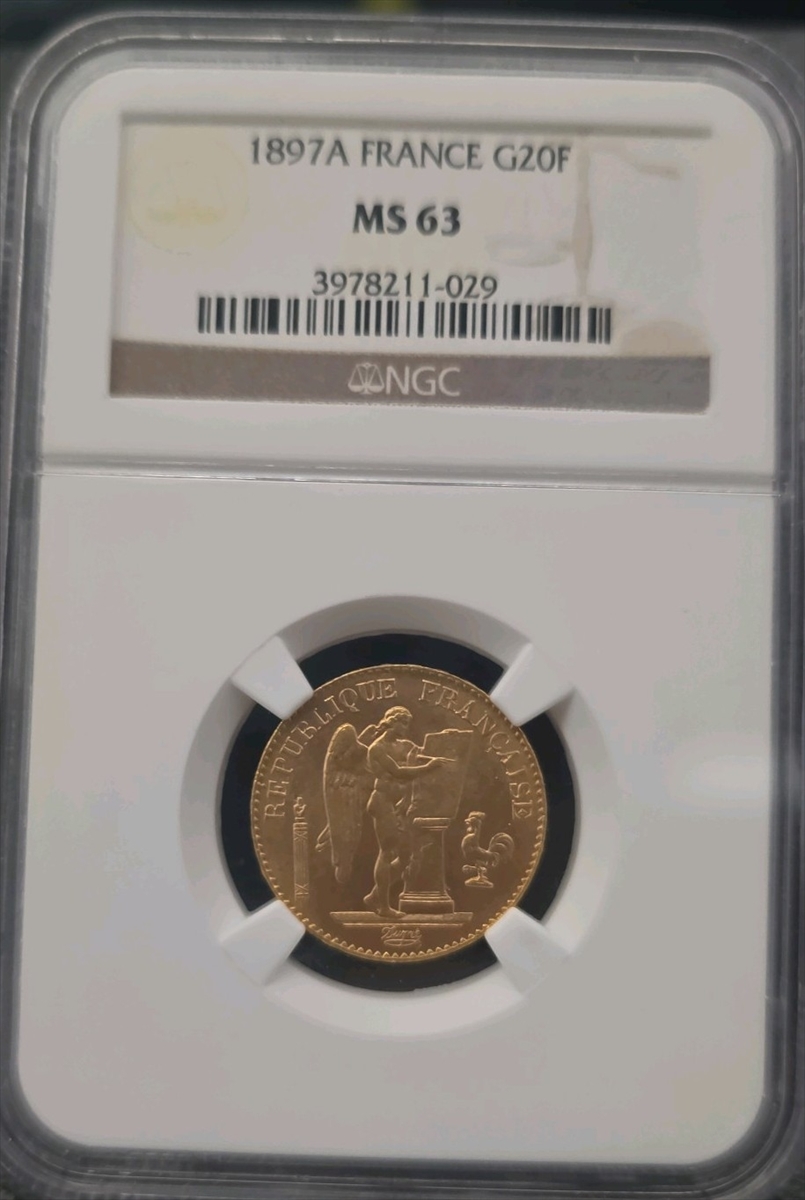 1897A FRANCE G20F
MS 63
3978211-029
NGC
REPUBLIQUE FRANÇAISE